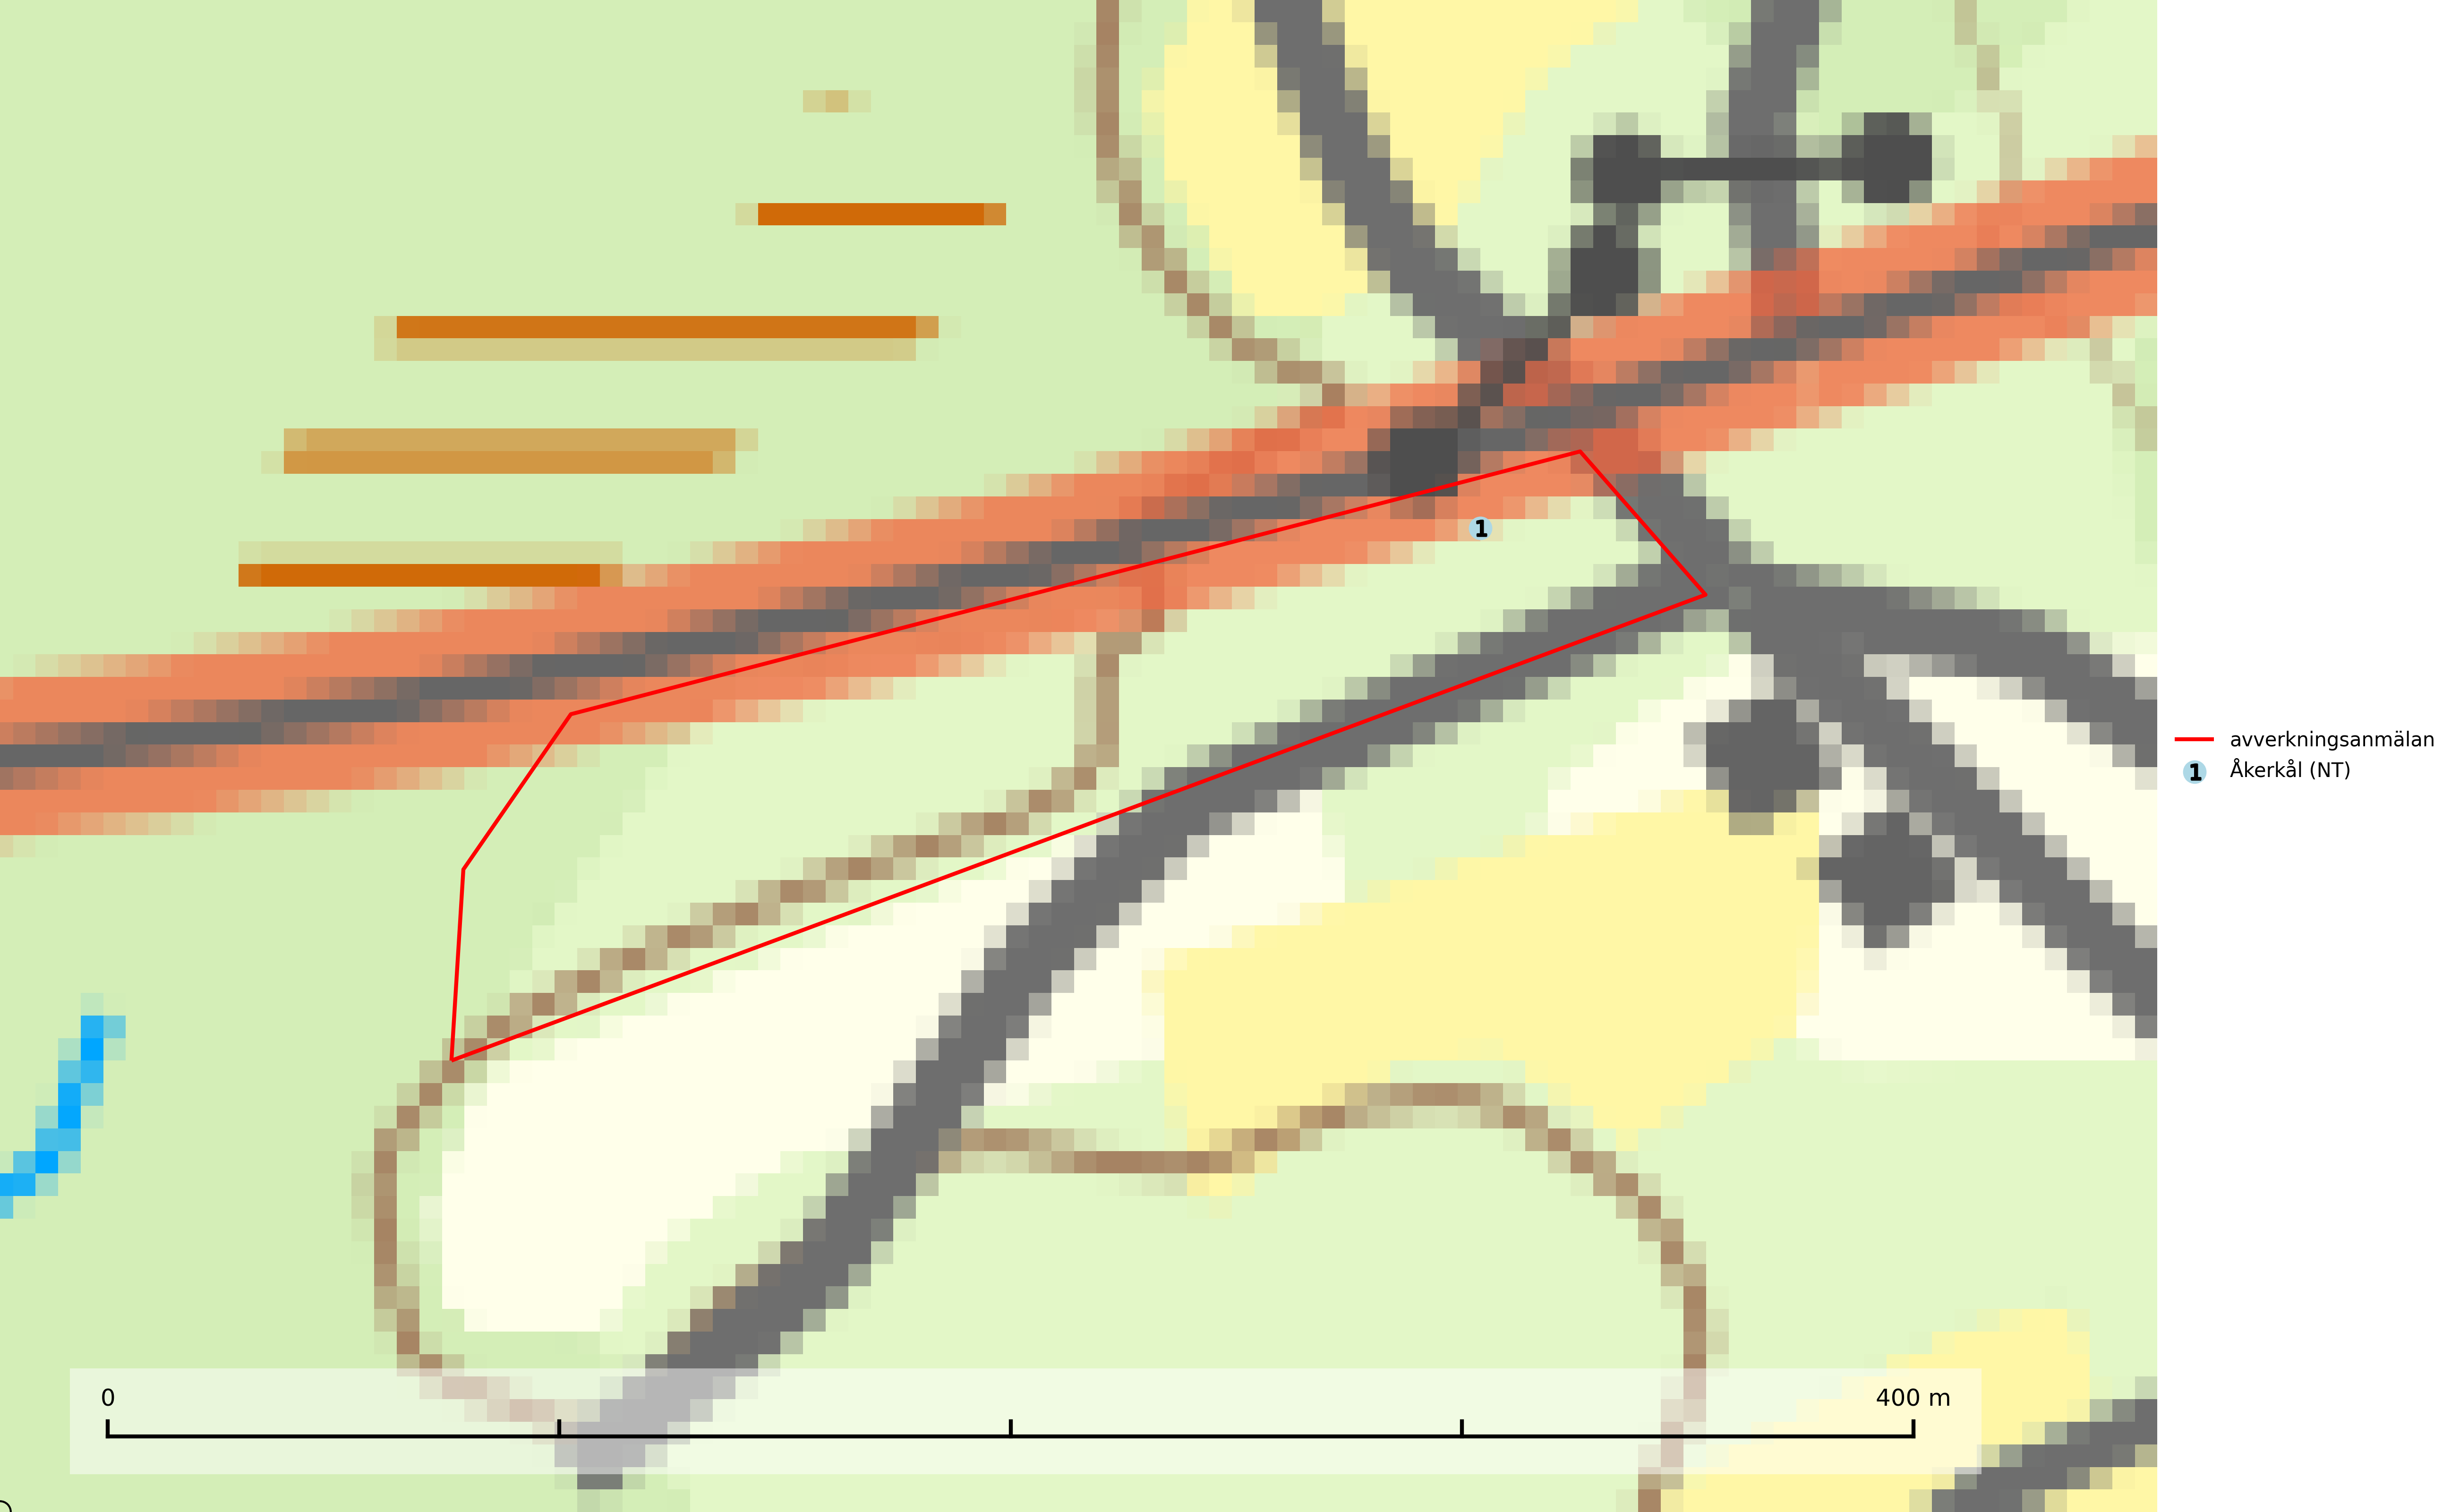 1
avverkningsanmälan
1 Åkerkål (NT)
0 400 m